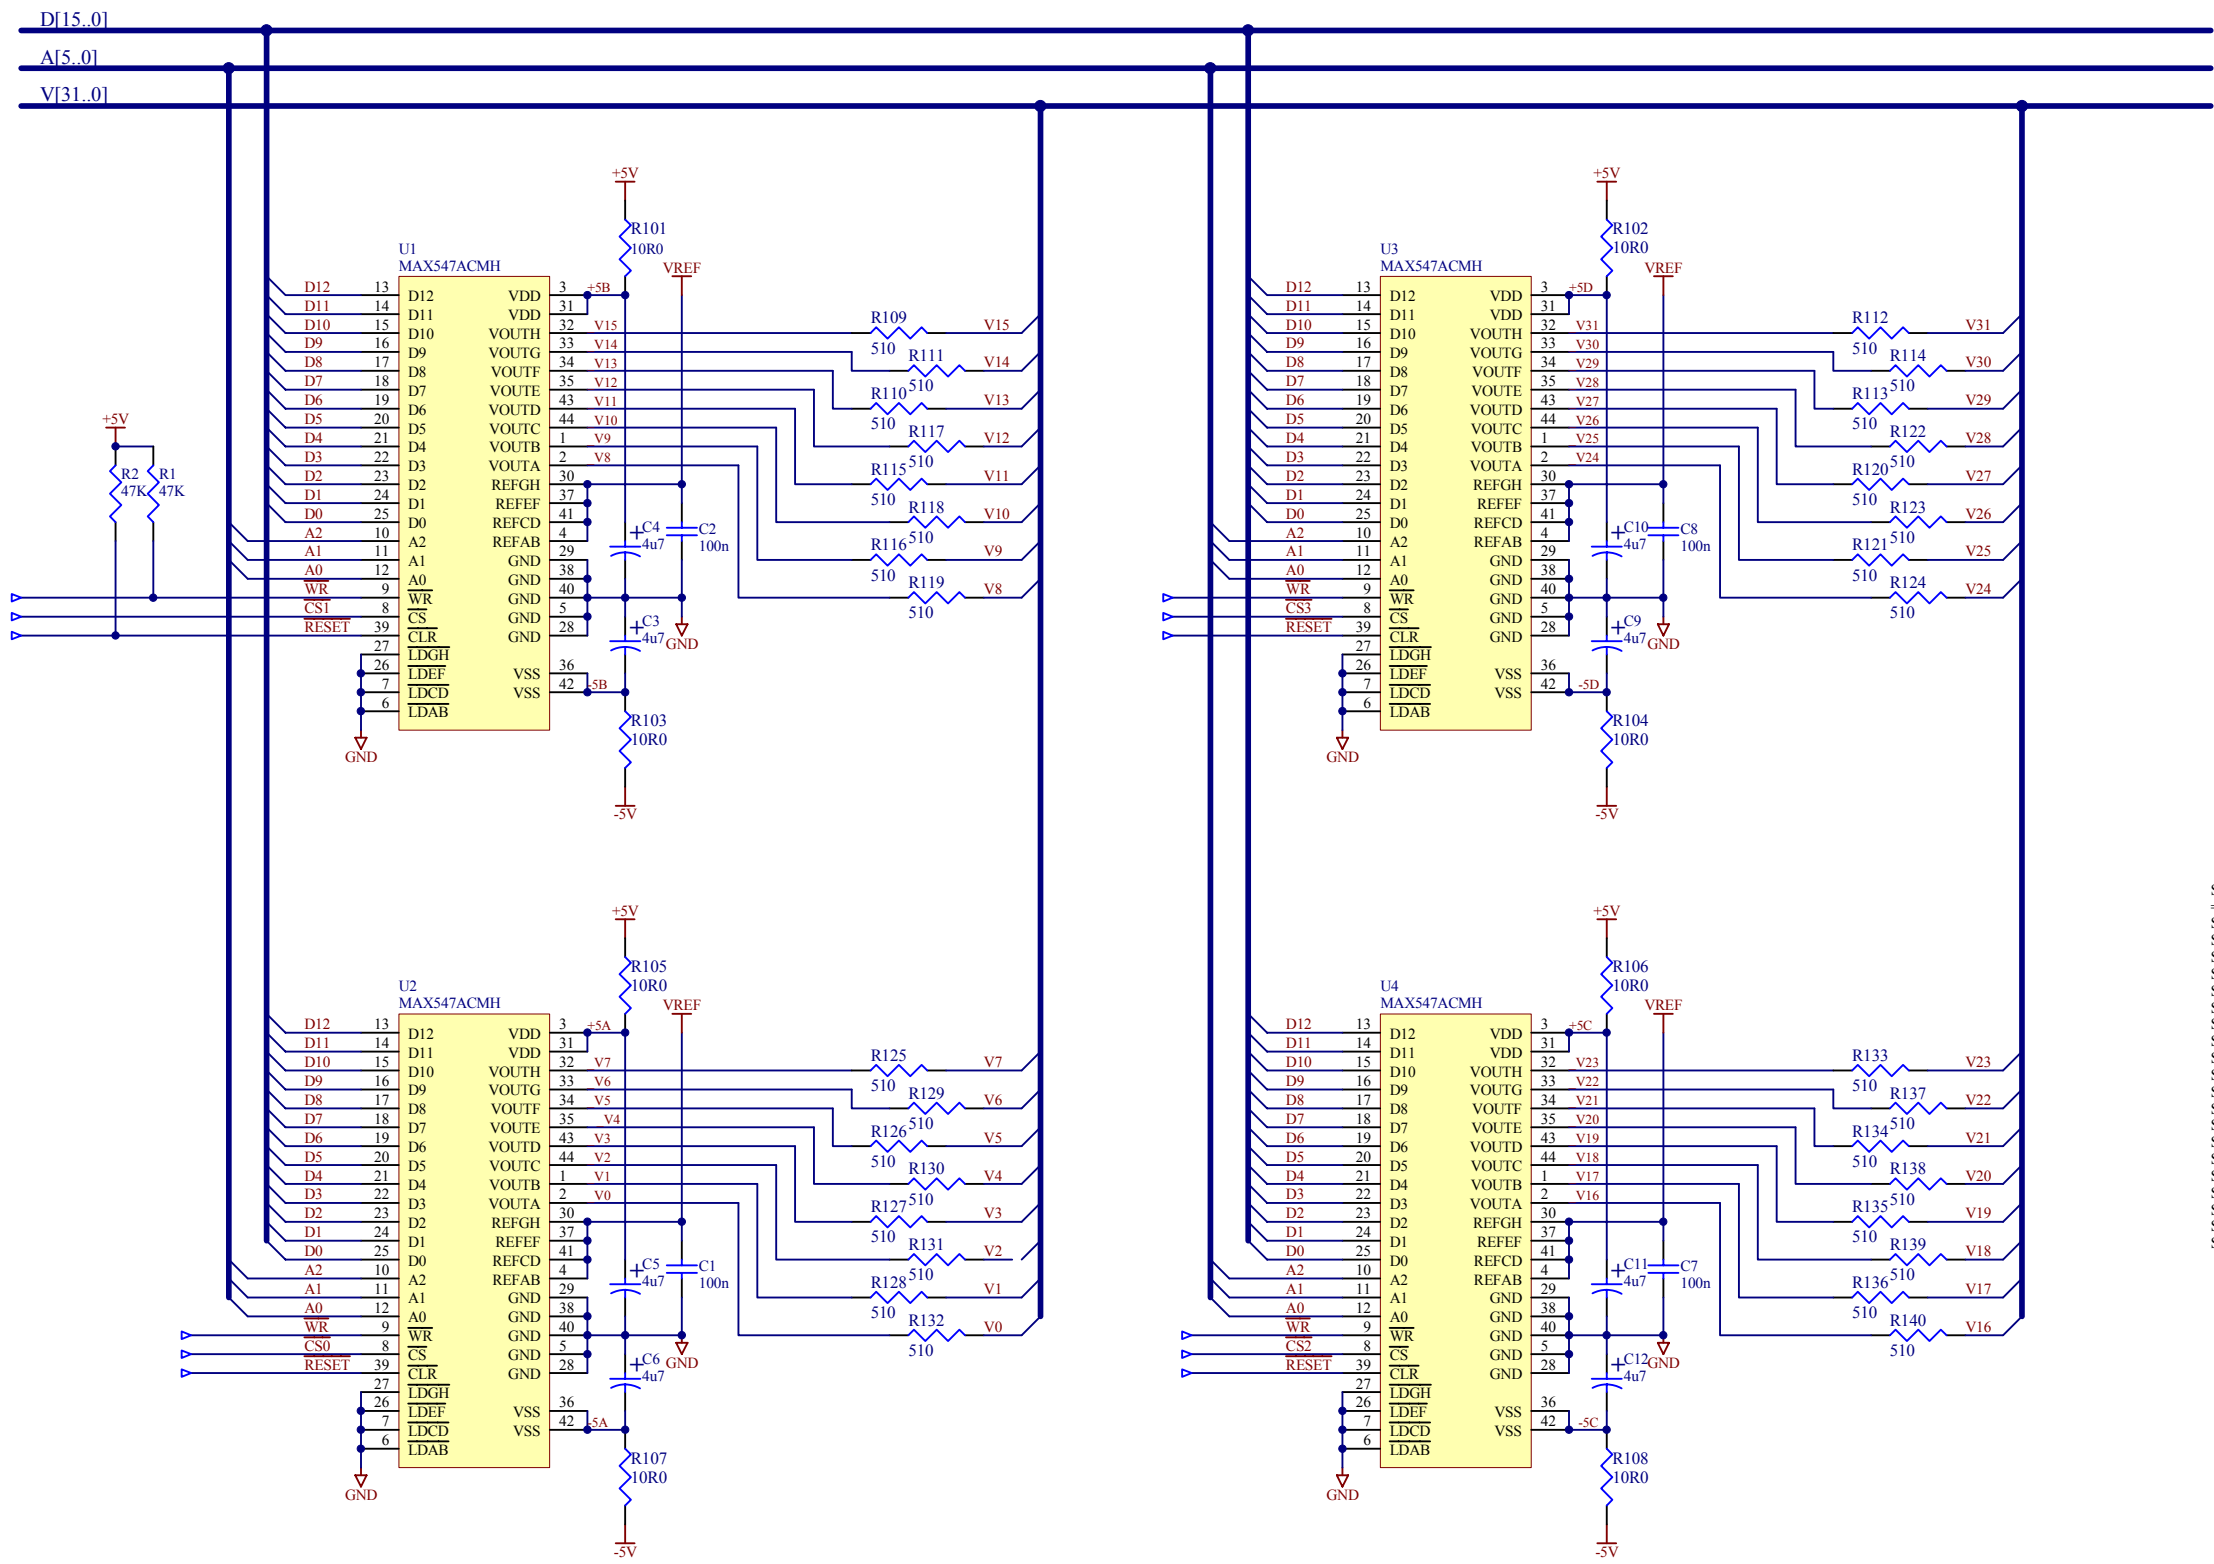 D[15..0]
A[5..0]
V[31..0]
+5V
R101
10R0
VREF
U1
MAX547ACMH
D12 13 D12 VDD 3 +5B
D11 14 D11 VDD 31
D10 15 D10 VOUTH 32 V15 R109 510 V15
D9 16 D9 VOUTG 33 V14 R111 510 V14
D8 17 D8 VOUTF 34 V13 R110 510 V13
D7 18 D7 VOUTE 35 V12 R117 510 V12
D6 19 D6 VOUTD 43 V11 R115 510 V11
D5 20 D5 VOUTC 44 V10 R118 510 V10
D4 21 D4 VOUTB 1 V9 R116 510 V9
D3 22 D3 VOUTA 2 V8 R119 510 V8
D2 23 D2 REFGH 30
D1 24 D1 REFEF 37
D0 25 D0 REFCD 41
A2 10 A2 REFAB 4
A1 11 A1 GND 29
A0 12 A0 GND 38
WR 9 WR GND 40
CS1 8 CS GND 5
RESET 39 CLR GND 28
27 LDGH
26 LDEF VSS 36
7 LDCD VSS 42 -5B
6 LDAB
GND
+5V
R2
47K
R1
47K
C4
4u7
C2
100n
C3
4u7
GND
R103
10R0
-5V
+5V
R102
10R0
VREF
U3
MAX547ACMH
D12 13 D12 VDD 3 +5D
D11 14 D11 VDD 31
D10 15 D10 VOUTH 32 V31 R112 510 V31
D9 16 D9 VOUTG 33 V30 R114 510 V30
D8 17 D8 VOUTF 34 V29 R113 510 V29
D7 18 D7 VOUTE 35 V28 R122 510 V28
D6 19 D6 VOUTD 43 V27 R120 510 V27
D5 20 D5 VOUTC 44 V26 R123 510 V26
D4 21 D4 VOUTB 1 V25 R121 510 V25
D3 22 D3 VOUTA 2 V24 R124 510 V24
D2 23 D2 REFGH 30
D1 24 D1 REFEF 37
D0 25 D0 REFCD 41
A2 10 A2 REFAB 4
A1 11 A1 GND 29
A0 12 A0 GND 38
WR 9 WR GND 40
CS3 8 CS GND 5
RESET 39 CLR GND 28
27 LDGH
26 LDEF VSS 36
7 LDCD VSS 42 -5D
6 LDAB
GND
C10
4u7
C8
100n
C9
4u7
GND
R104
10R0
-5V
+5V
R105
10R0
VREF
U2
MAX547ACMH
D12 13 D12 VDD 3 +5A
D11 14 D11 VDD 31
D10 15 D10 VOUTH 32 V7 R125 510 V7
D9 16 D9 VOUTG 33 V6 R129 510 V6
D8 17 D8 VOUTF 34 V5 R126 510 V5
D7 18 D7 VOUTE 35 V4 R130 510 V4
D6 19 D6 VOUTD 43 V3 R127 510 V3
D5 20 D5 VOUTC 44 V2 R131 510 V2
D4 21 D4 VOUTB 1 V1 R128 510 V1
D3 22 D3 VOUTA 2 V0 R132 510 V0
D2 23 D2 REFGH 30
D1 24 D1 REFEF 37
D0 25 D0 REFCD 41
A2 10 A2 REFAB 4
A1 11 A1 GND 29
A0 12 A0 GND 38
WR 9 WR GND 40
CS0 8 CS GND 5
RESET 39 CLR GND 28
27 LDGH
26 LDEF VSS 36
7 LDCD VSS 42 -5A
6 LDAB
GND
C5
4u7
C1
100n
C6
4u7
GND
R107
10R0
-5V
+5V
R106
10R0
VREF
U4
MAX547ACMH
D12 13 D12 VDD 3 +5C
D11 14 D11 VDD 31
D10 15 D10 VOUTH 32 V23 R133 510 V23
D9 16 D9 VOUTG 33 V22 R137 510 V22
D8 17 D8 VOUTF 34 V21 R134 510 V21
D7 18 D7 VOUTE 35 V20 R138 510 V20
D6 19 D6 VOUTD 43 V19 R135 510 V19
D5 20 D5 VOUTC 44 V18 R139 510 V18
D4 21 D4 VOUTB 1 V17 R136 510 V17
D3 22 D3 VOUTA 2 V16 R140 510 V16
D2 23 D2 REFGH 30
D1 24 D1 REFEF 37
D0 25 D0 REFCD 41
A2 10 A2 REFAB 4
A1 11 A1 GND 29
A0 12 A0 GND 38
WR 9 WR GND 40
CS2 8 CS GND 5
RESET 39 CLR GND 28
27 LDGH
26 LDEF VSS 36
7 LDCD VSS 42 -5C
6 LDAB
GND
C11
4u7
C7
100n
C12
4u7
GND
R108
10R0
-5V